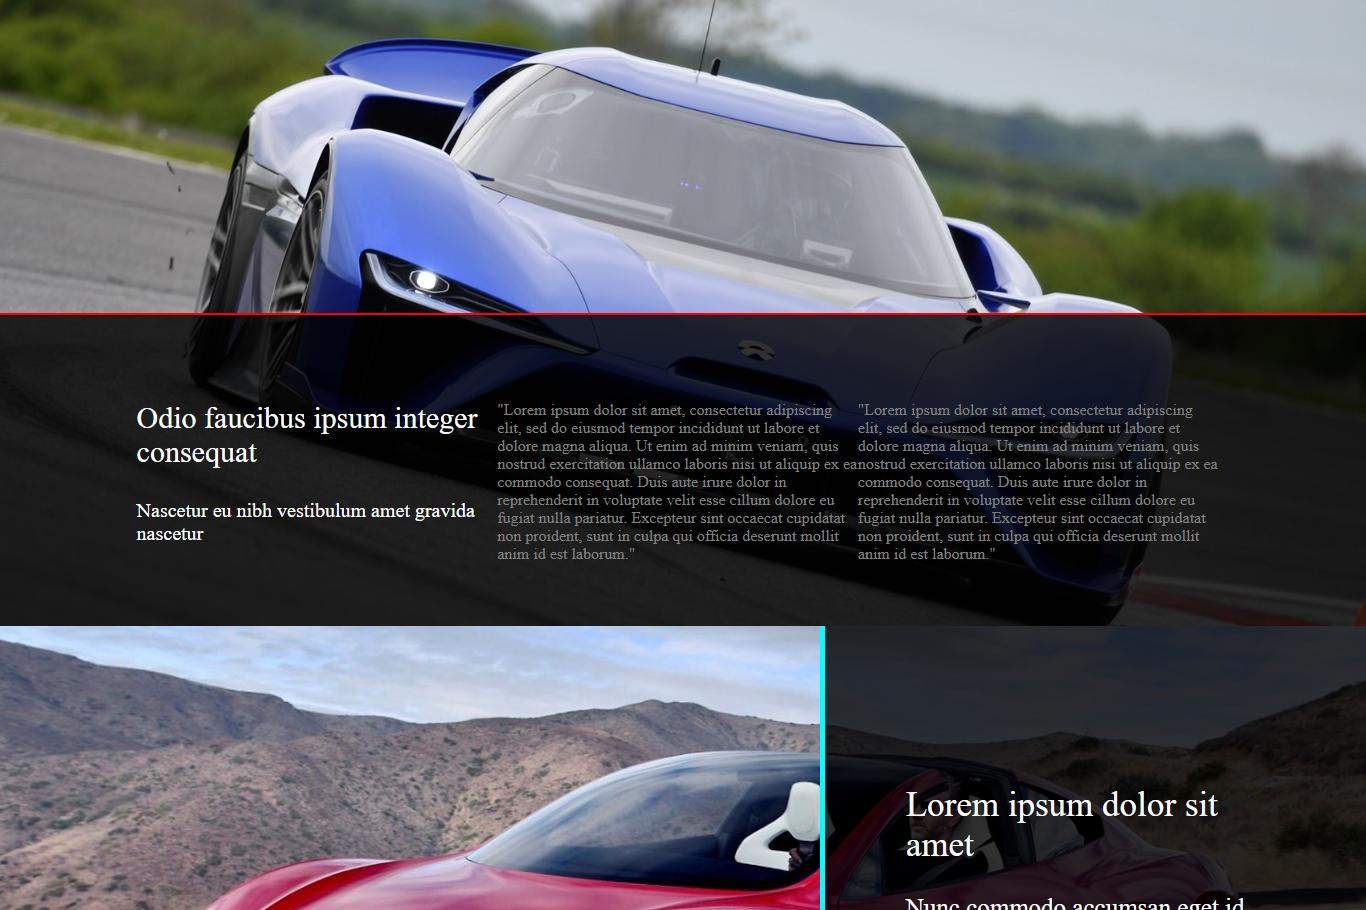 Odio faucibus ipsum integer
consequat
Nascetur eu nibh vestibulum amet gravida
nascetur
"Lorem ipsum dolor sit amet, consectetur adipiscing
elit, sed do eiusmod tempor incididunt ut labore et
dolore magna aliqua. Ut enim ad minim veniam, quis
nostrud exercitation ullamco laboris nisi ut aliquip ex ea
commodo consequat. Duis aute irure dolor in
reprehenderit in voluptate velit esse cillum dolore eu
fugiat nulla pariatur. Excepteur sint occaecat cupidatat
non proident, sunt in culpa qui officia deserunt mollit
anim id est laborum."
"Lorem ipsum dolor sit amet, consectetur adipiscing
elit, sed do eiusmod tempor incididunt ut labore et
dolore magna aliqua. Ut enim ad minim veniam, quis
nostrud exercitation ullamco laboris nisi ut aliquip ex ea
commodo consequat. Duis aute irure dolor in
reprehenderit in voluptate velit esse cillum dolore eu
fugiat nulla pariatur. Excepteur sint occaecat cupidatat
non proident, sunt in culpa qui officia deserunt mollit
anim id est laborum."
Lorem ipsum dolor sit
amet
Nunc commodo accumsan eget id